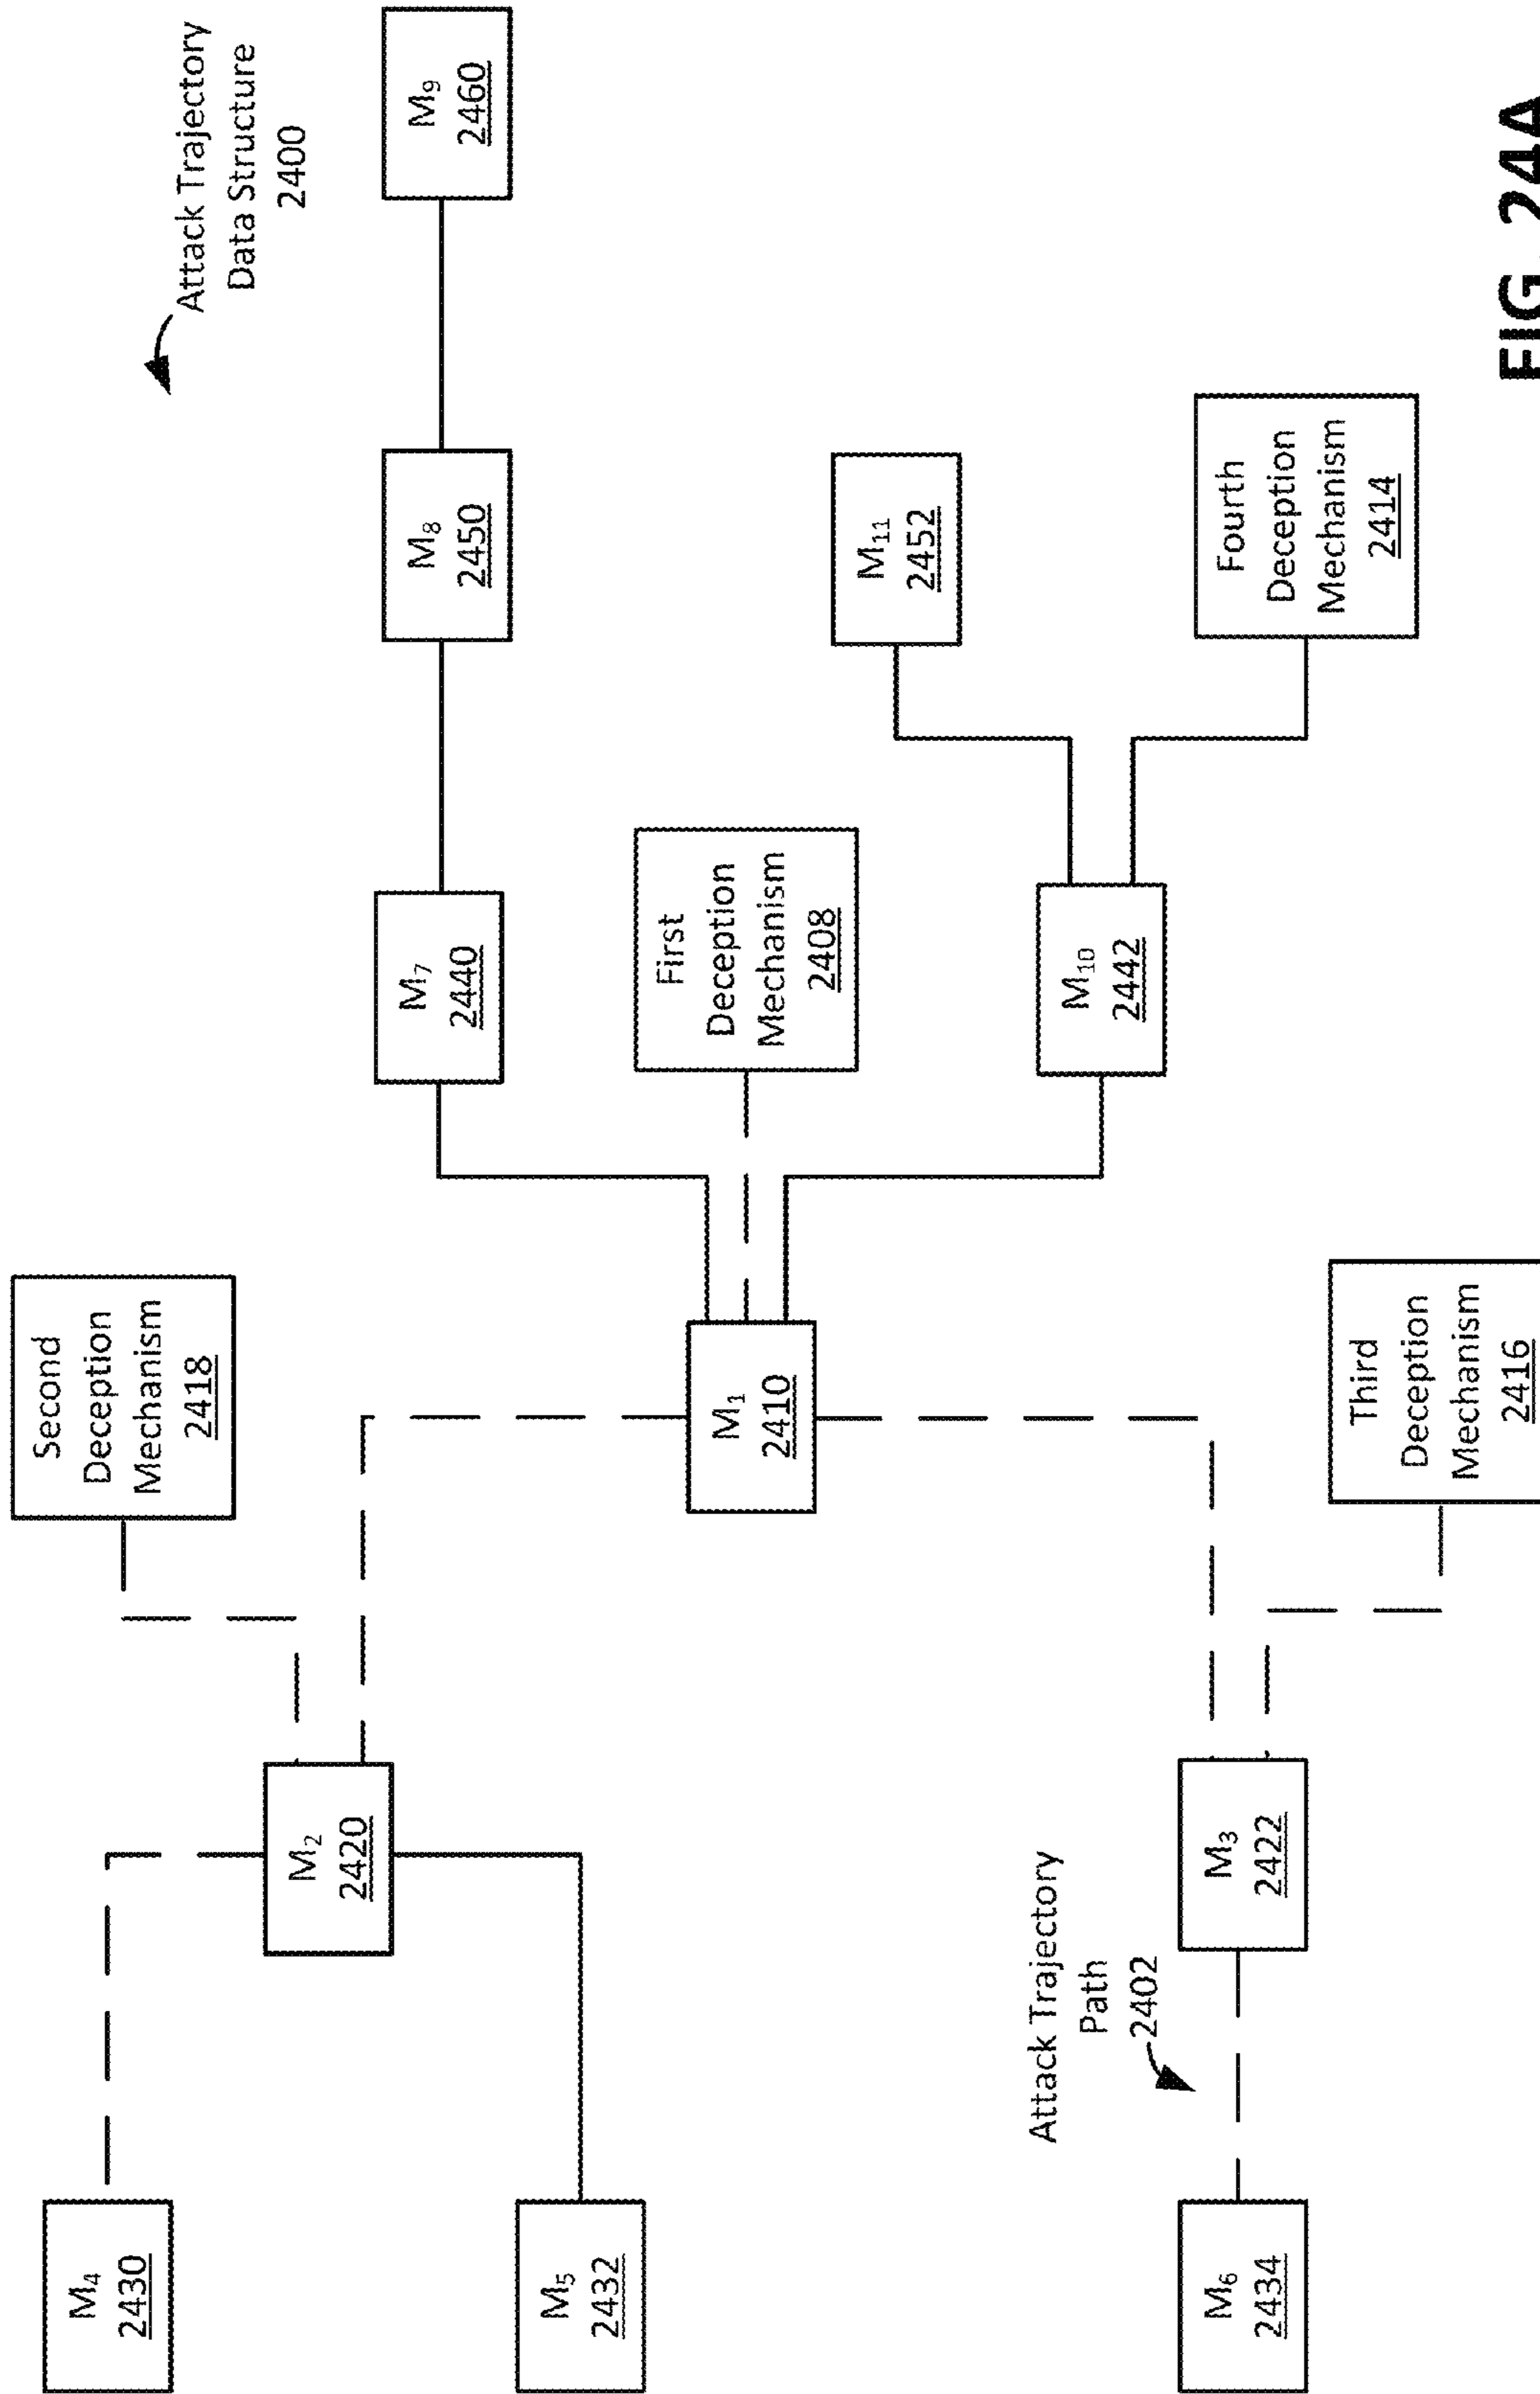 Attack Trajectory
Data Structure
2400
Second
Deception
Mechanism
2418
M₄
2430
M₂
2420
M₇
2440
M₈
2450
M₉
2460
M₅
2432
M₁
2410
First
Deception
Mechanism
2408
M₁₁
2452
Attack Trajectory
Path
2402
M₁₀
2442
M₆
2434
M₃
2422
Fourth
Deception
Mechanism
2414
Third
Deception
Mechanism
2416
FIG. 24A